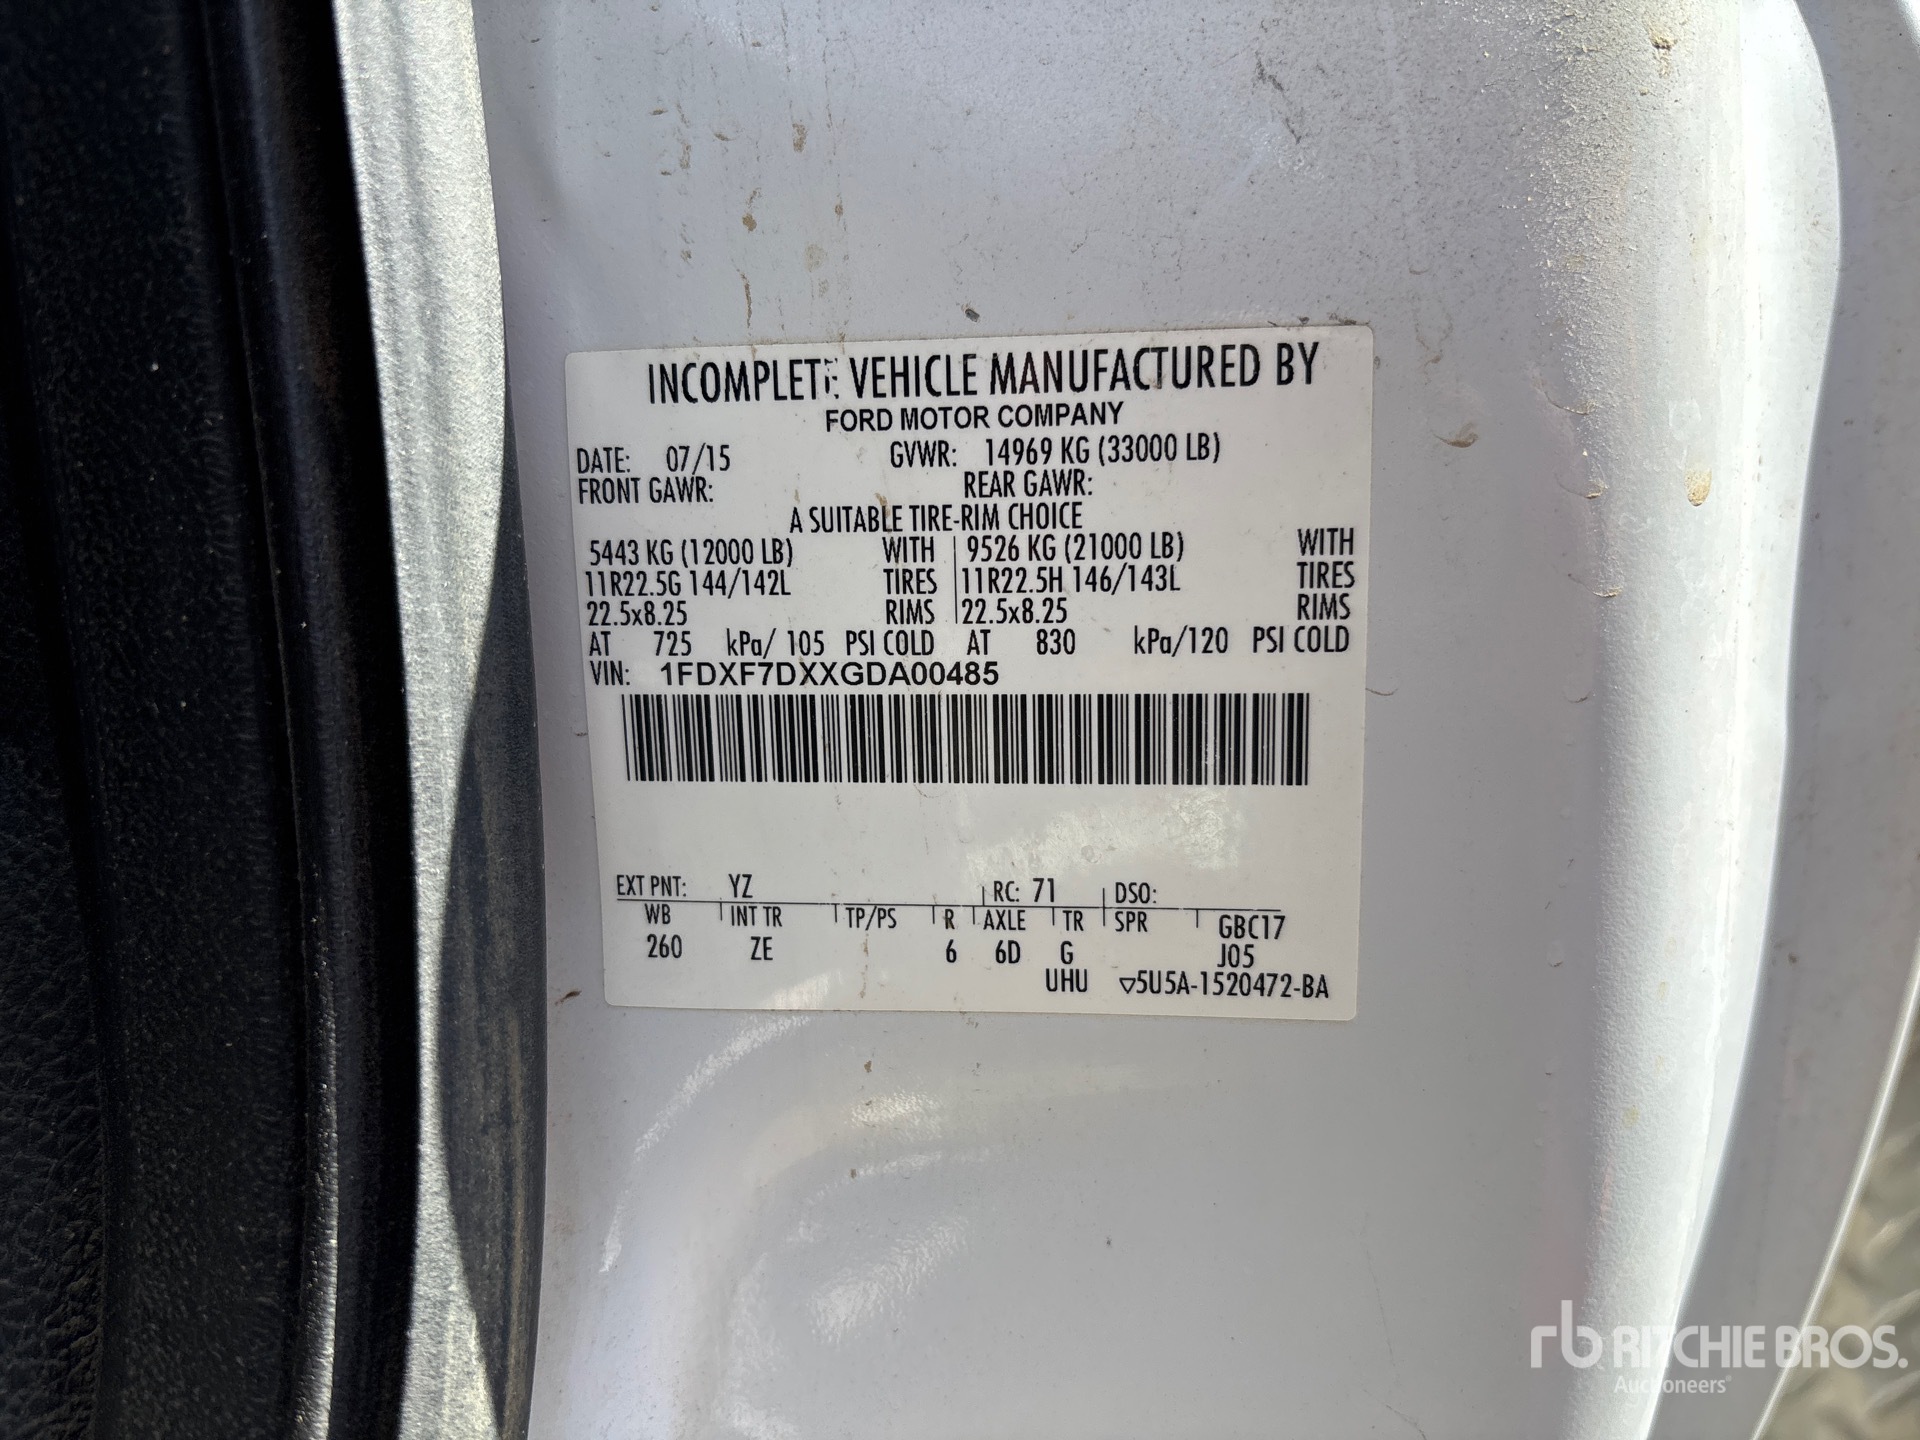 INCOMPLETE VEHICLE MANUFACTURED BY
FORD MOTOR COMPANY
DATE: 07/15 GVWR: 14969 KG (33000 LB)
FRONT GAWR: REAR GAWR:
A SUITABLE TIRE-RIM CHOICE
5443 KG (12000 LB) WITH 9526 KG (21000 LB) WITH
11R22.5G 144/142L TIRES 11R22.5H 146/143L TIRES
22.5x8.25 RIMS 22.5x8.25 RIMS
AT 725 kPa/ 105 PSI COLD AT 830 kPa/120 PSI COLD
VIN: 1FDXF7DXXGDA00485
EXT PNT: YZ RC: 71 DSO:
WB INT TR TP/PS R AXLE TR SPR GBC17
260 ZE 6 6D G J05
UHU ▽5U5A-1520472-BA
rb RITCHIE BROS.
Auctioneers